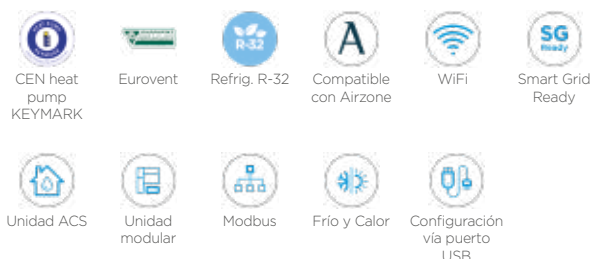 R-32
A
SG
Ready
CEN heat
pump
KEYMARK
Eurovent
Refrig. R-32
Compatible
con Airzone
WiFi
Smart Grid
Ready
Unidad ACS
Unidad
modular
Modbus
Frío y Calor
Configuración
vía puerto
USB